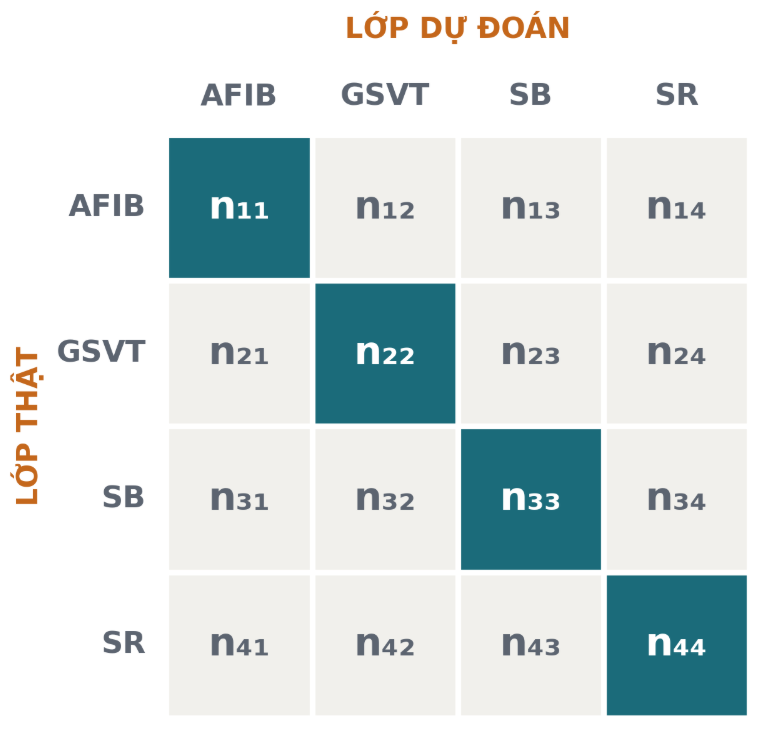 LỚP DỰ ĐOÁN
AFIB GSVT SB SR
AFIB n₁₁ n₁₂ n₁₃ n₁₄
GSVT n₂₁ n₂₂ n₂₃ n₂₄
SB n₃₁ n₃₂ n₃₃ n₃₄
SR n₄₁ n₄₂ n₄₃ n₄₄
LỚP THẬT